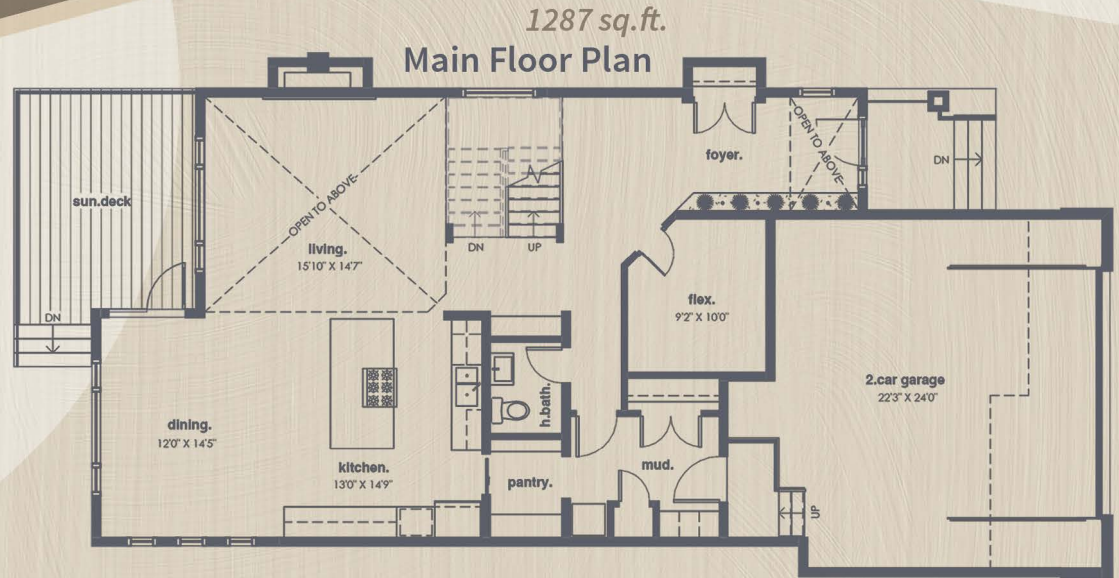 1287 sq.ft.
Main Floor Plan
OPEN TO ABOVE
foyer.
DN
sun.deck
OPEN TO ABOVE
living.
15'10" X 14'7"
DN
UP
flex.
9'2" X 10'0"
DN
2.car garage
22'3" X 24'0"
h.bath.
dining.
12'0" X 14'5"
kitchen.
13'0" X 14'9"
pantry.
mud.
UP